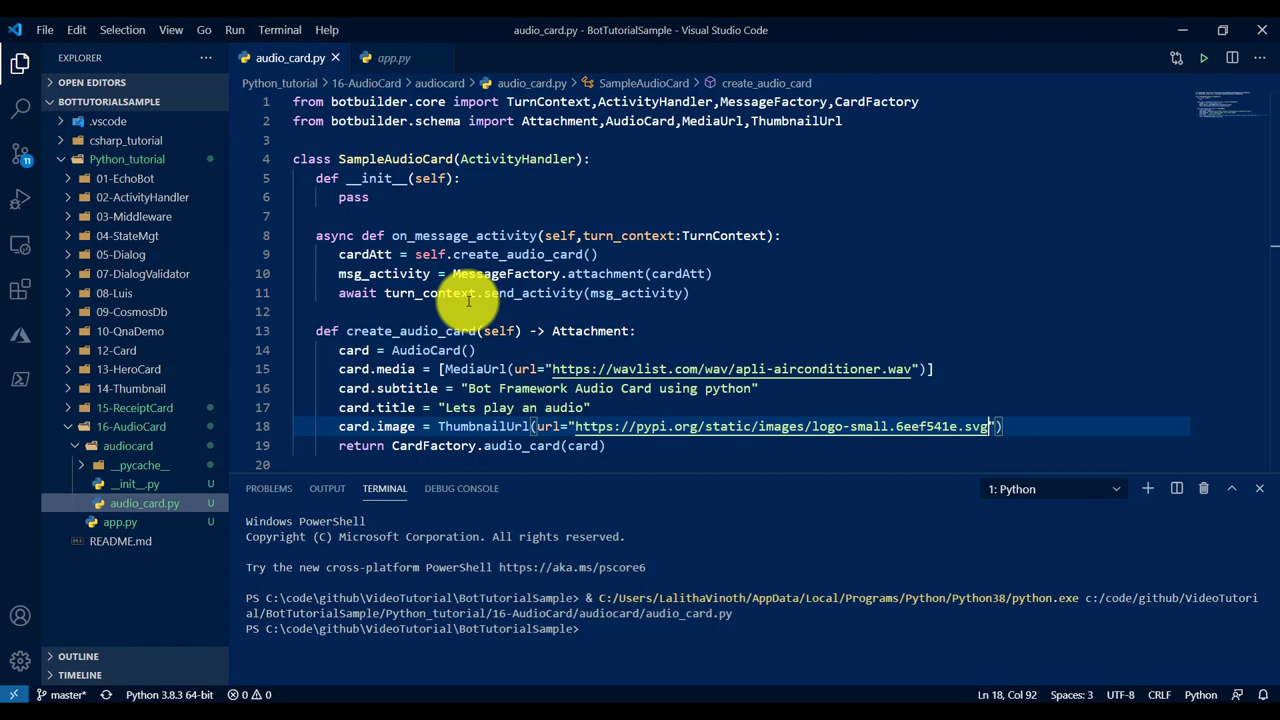 File Edit Selection View Go Run Terminal Help
audio_card.py - BotTutorialSample - Visual Studio Code
EXPLORER
OPEN EDITORS
BOTTUTORIALSAMPLE
.vscode
csharp_tutorial
Python_tutorial
01-EchoBot
02-ActivityHandler
03-Middleware
04-StateMgt
05-Dialog
07-DialogValidator
08-Luis
09-CosmosDb
10-QnaDemo
12-Card
13-HeroCard
14-Thumbnail
15-ReceiptCard
16-AudioCard
audiocard
__pycache__
__init__.py U
audio_card.py U
app.py U
README.md
OUTLINE
TIMELINE
11
audio_card.py app.py
Python_tutorial 16-AudioCard audiocard audio_card.py SampleAudioCard create_audio_card
1 from botbuilder.core import TurnContext,ActivityHandler,MessageFactory,CardFactory
2 from botbuilder.schema import Attachment,AudioCard,MediaUrl,ThumbnailUrl
3
4 class SampleAudioCard(ActivityHandler):
5 def __init__(self):
6 pass
7
8 async def on_message_activity(self,turn_context:TurnContext):
9 cardAtt = self.create_audio_card()
10 msg_activity = MessageFactory.attachment(cardAtt)
11 await turn_context.send_activity(msg_activity)
12
13 def create_audio_card(self) -> Attachment:
14 card = AudioCard()
15 card.media = [MediaUrl(url="https://wavlist.com/wav/apli-airconditioner.wav")]
16 card.subtitle = "Bot Framework Audio Card using python"
17 card.title = "Lets play an audio"
18 card.image = ThumbnailUrl(url="https://pypi.org/static/images/logo-small.6eef541e.svg")
19 return CardFactory.audio_card(card)
20
PROBLEMS OUTPUT TERMINAL DEBUG CONSOLE 1: Python
Windows PowerShell
Copyright (C) Microsoft Corporation. All rights reserved.
Try the new cross-platform PowerShell https://aka.ms/pscore6
PS C:\code\github\VideoTutorial\BotTutorialSample> & C:/Users/LalithaVinoth/AppData/Local/Programs/Python/Python38/python.exe c:/code/github/VideoTutori
al/BotTutorialSample/Python_tutorial/16-AudioCard/audiocard/audio_card.py
PS C:\code\github\VideoTutorial\BotTutorialSample>
master* Python 3.8.3 64-bit 0 0 Ln 18, Col 92 Spaces: 3 UTF-8 CRLF Python